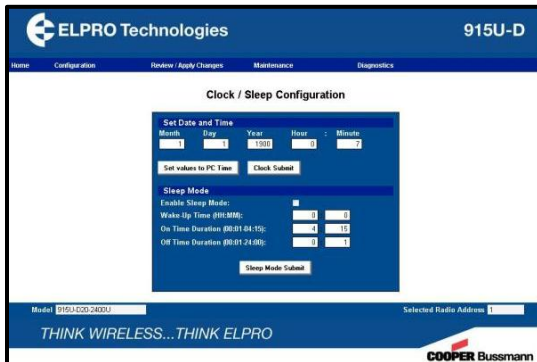 ELPRO Technologies 915U-D
Home Configuration Review / Apply Changes Maintenance Diagnostics
Clock / Sleep Configuration
Set Date and Time
Month Day Year Hour : Minute
1 1 1900 0 7
Set values to PC Time Clock Submit
Sleep Mode
Enable Sleep Mode:
Wake-Up Time (HH:MM): 0 0
On Time Duration (00:01-04:15): 4 15
Off Time Duration (00:01-24:00): 0 1
Sleep Mode Submit
Model 915U-D20-2400U Selected Radio Address 1
THINK WIRELESS...THINK ELPRO
COOPER Bussmann